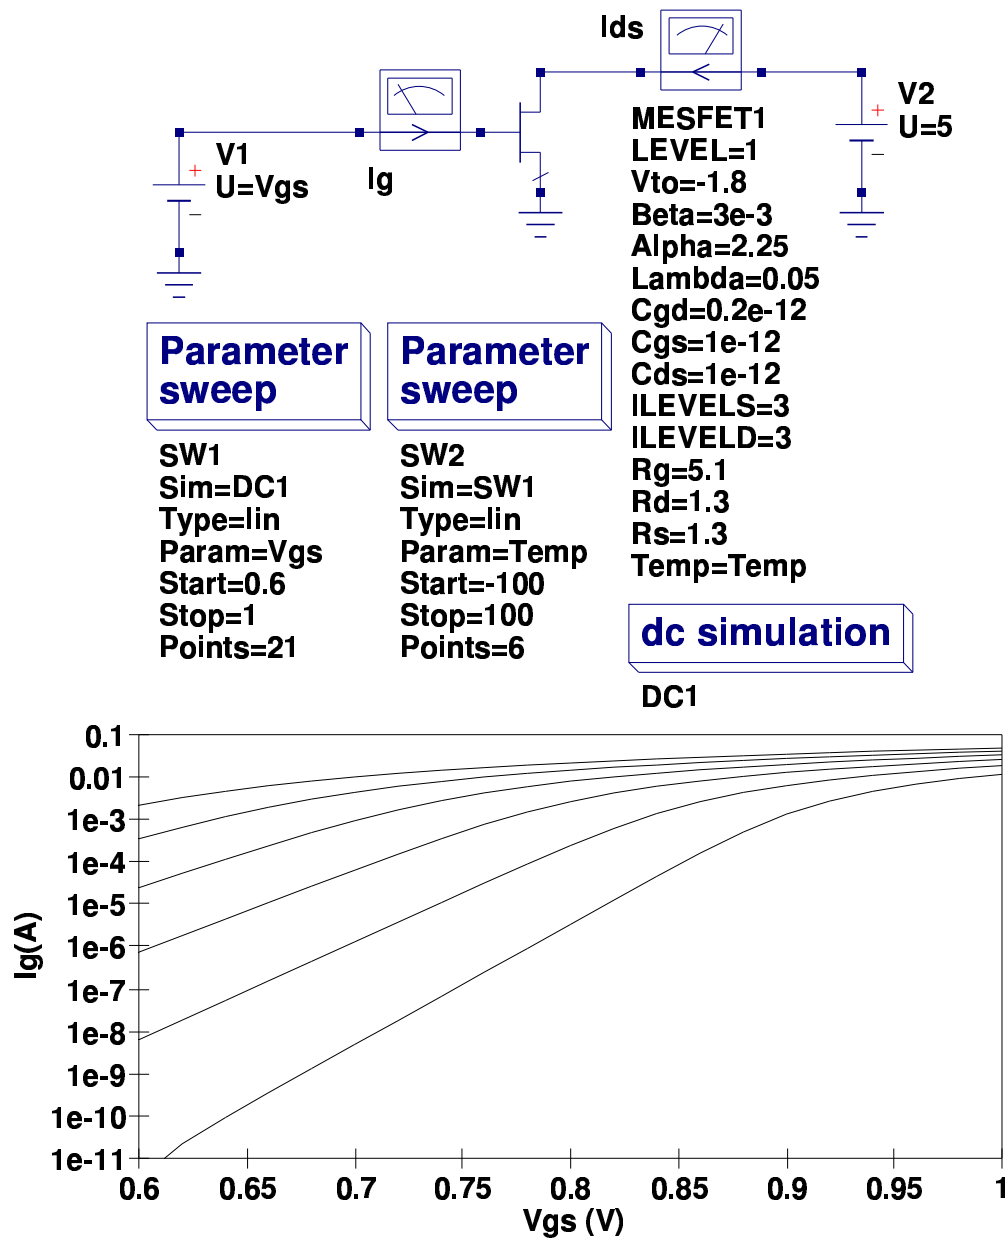 Ids
V2
U=5
V1
U=Vgs
Ig
MESFET1
LEVEL=1
Vto=-1.8
Beta=3e-3
Alpha=2.25
Lambda=0.05
Cgd=0.2e-12
Cgs=1e-12
Cds=1e-12
ILEVELS=3
ILEVELD=3
Rg=5.1
Rd=1.3
Rs=1.3
Temp=Temp
Parameter
sweep
SW1
Sim=DC1
Type=lin
Param=Vgs
Start=0.6
Stop=1
Points=21
Parameter
sweep
SW2
Sim=SW1
Type=lin
Param=Temp
Start=-100
Stop=100
Points=6
dc simulation
DC1
0.1
0.01
1e-3
1e-4
1e-5
1e-6
1e-7
1e-8
1e-9
1e-10
1e-11
Ig(A)
0.6 0.65 0.7 0.75 0.8 0.85 0.9 0.95 1
Vgs (V)